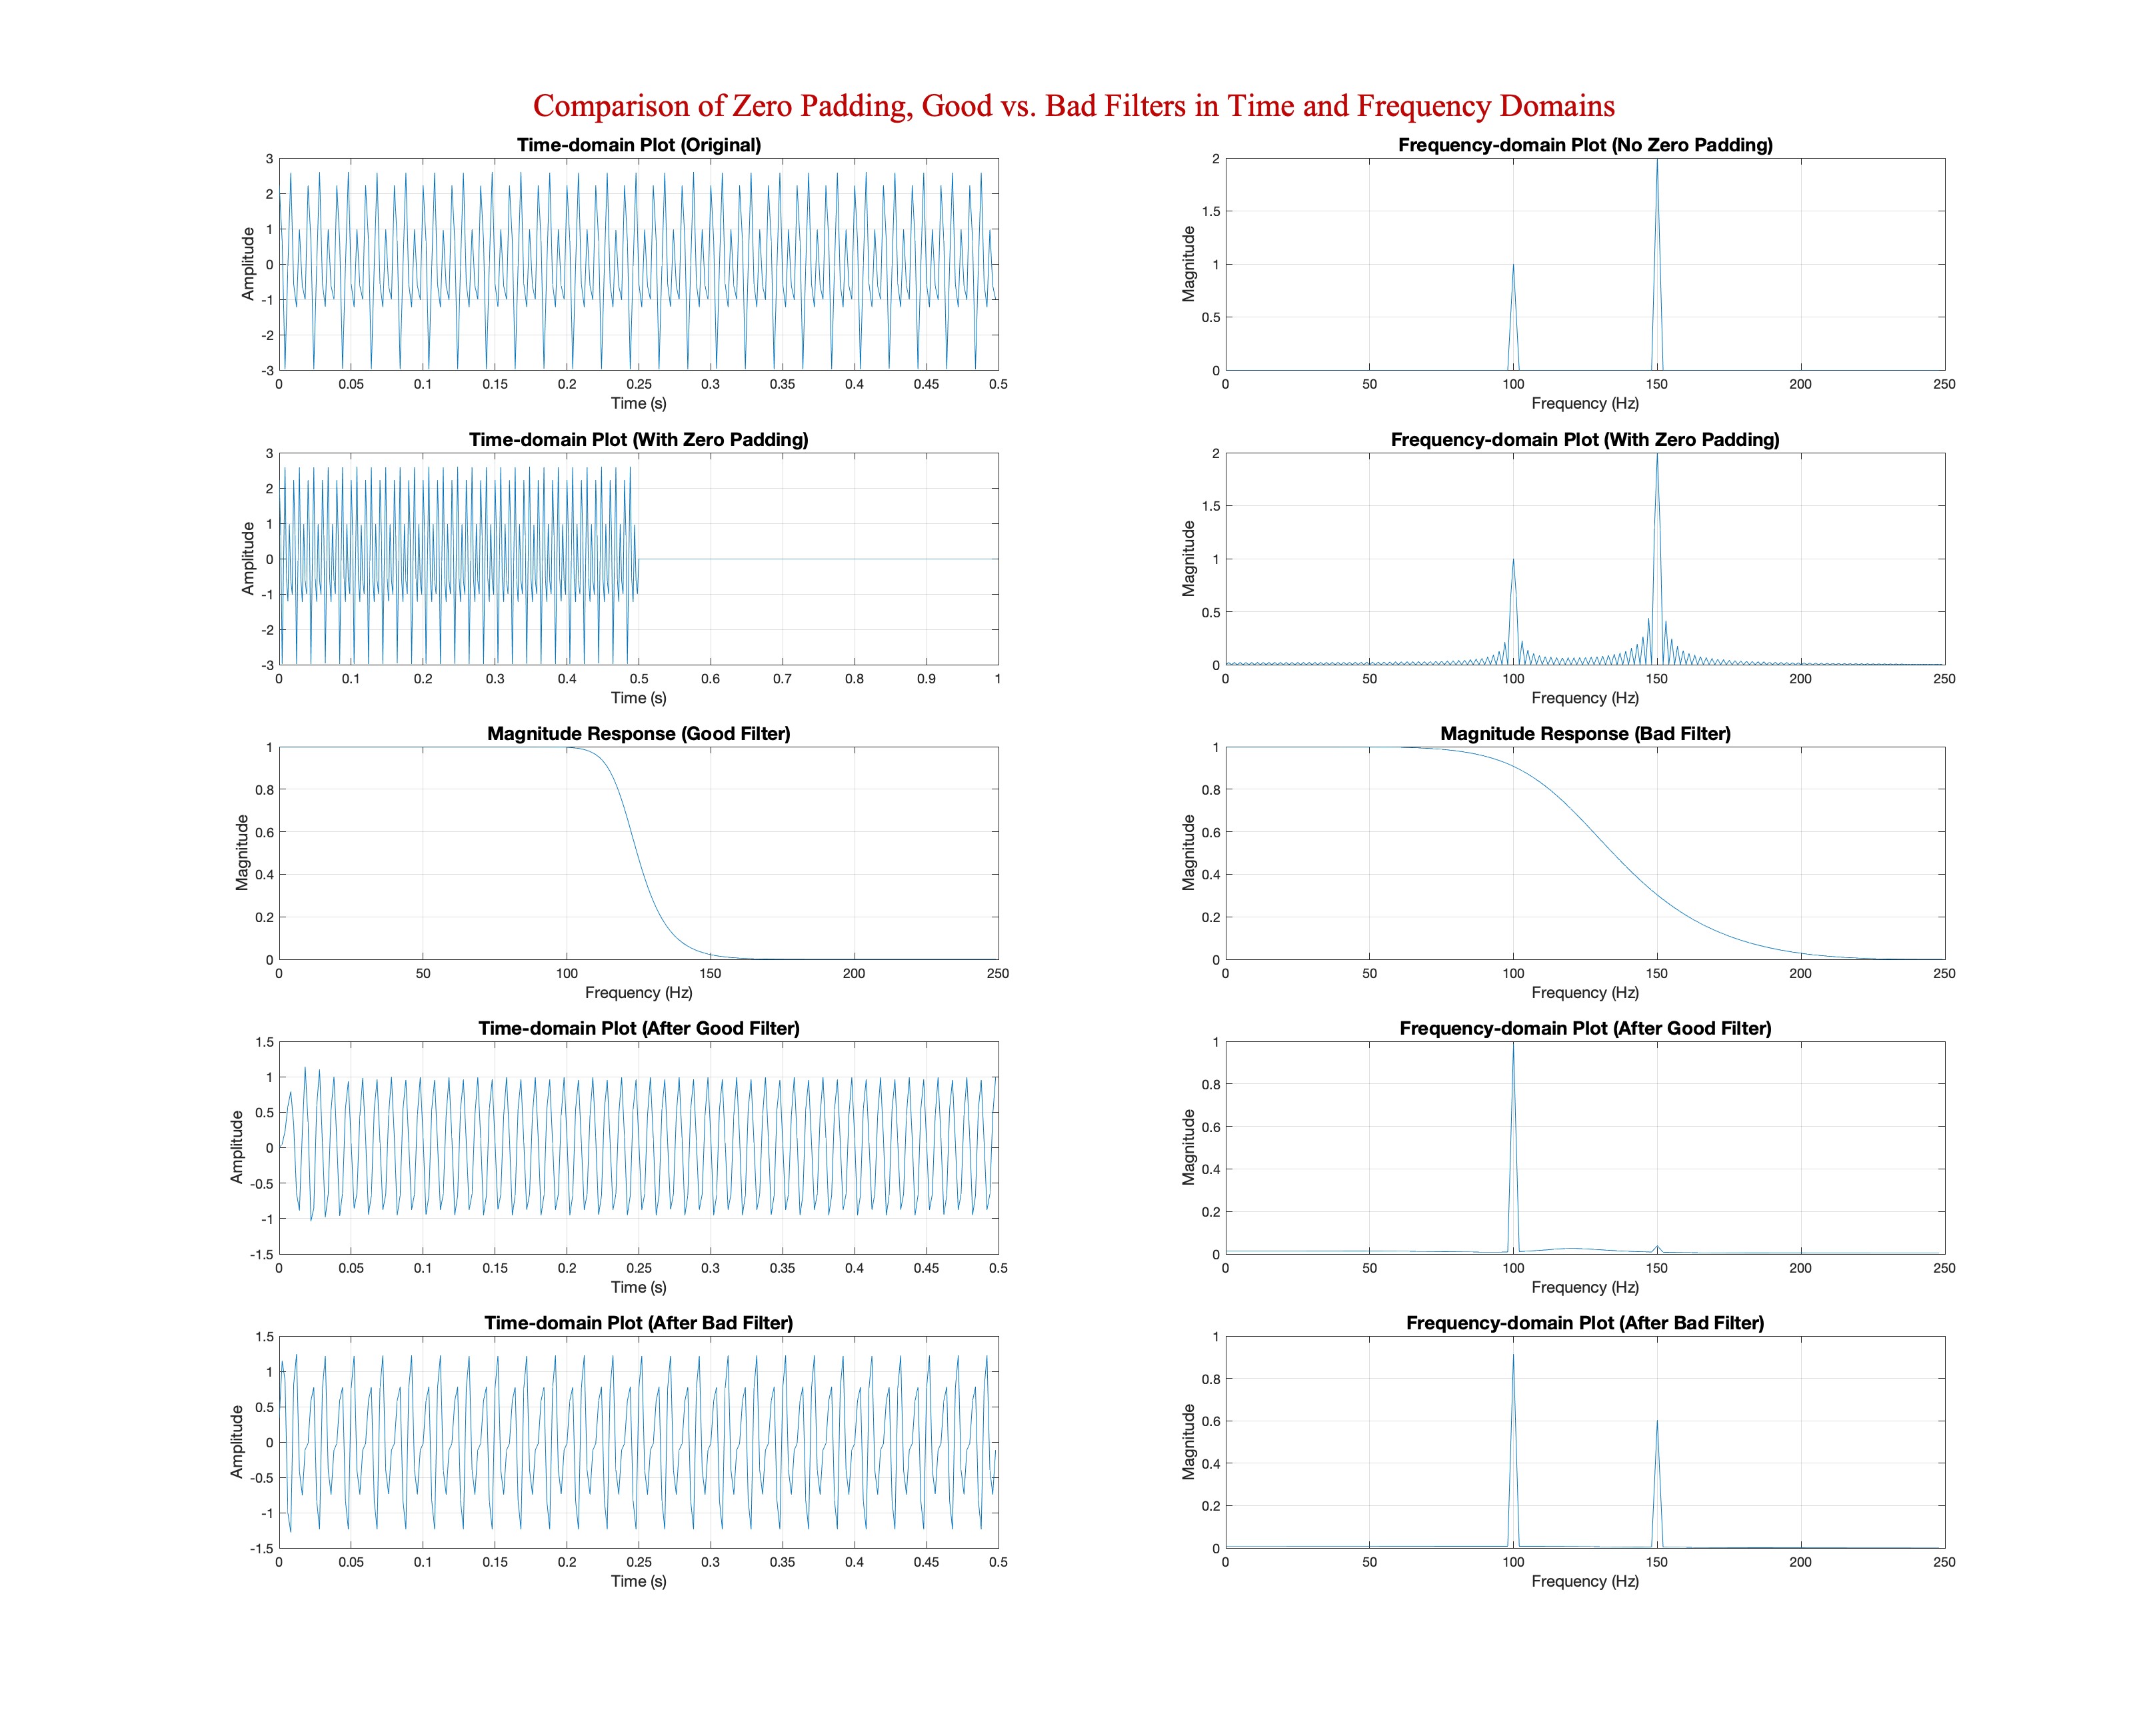 Comparison of Zero Padding, Good vs. Bad Filters in Time and Frequency Domains
Time-domain Plot (Original)
Amplitude
3
2
1
0
-1
-2
-3
0 0.05 0.1 0.15 0.2 0.25 0.3 0.35 0.4 0.45 0.5
Time (s)
Frequency-domain Plot (No Zero Padding)
Magnitude
2
1.5
1
0.5
0
0 50 100 150 200 250
Frequency (Hz)
Time-domain Plot (With Zero Padding)
Amplitude
3
2
1
0
-1
-2
-3
0 0.1 0.2 0.3 0.4 0.5 0.6 0.7 0.8 0.9 1
Time (s)
Frequency-domain Plot (With Zero Padding)
Magnitude
2
1.5
1
0.5
0
0 50 100 150 200 250
Frequency (Hz)
Magnitude Response (Good Filter)
Magnitude
1
0.8
0.6
0.4
0.2
0
0 50 100 150 200 250
Frequency (Hz)
Magnitude Response (Bad Filter)
Magnitude
1
0.8
0.6
0.4
0.2
0
0 50 100 150 200 250
Frequency (Hz)
Time-domain Plot (After Good Filter)
Amplitude
1.5
1
0.5
0
-0.5
-1
-1.5
0 0.05 0.1 0.15 0.2 0.25 0.3 0.35 0.4 0.45 0.5
Time (s)
Frequency-domain Plot (After Good Filter)
Magnitude
1
0.8
0.6
0.4
0.2
0
0 50 100 150 200 250
Frequency (Hz)
Time-domain Plot (After Bad Filter)
Amplitude
1.5
1
0.5
0
-0.5
-1
-1.5
0 0.05 0.1 0.15 0.2 0.25 0.3 0.35 0.4 0.45 0.5
Time (s)
Frequency-domain Plot (After Bad Filter)
Magnitude
1
0.8
0.6
0.4
0.2
0
0 50 100 150 200 250
Frequency (Hz)